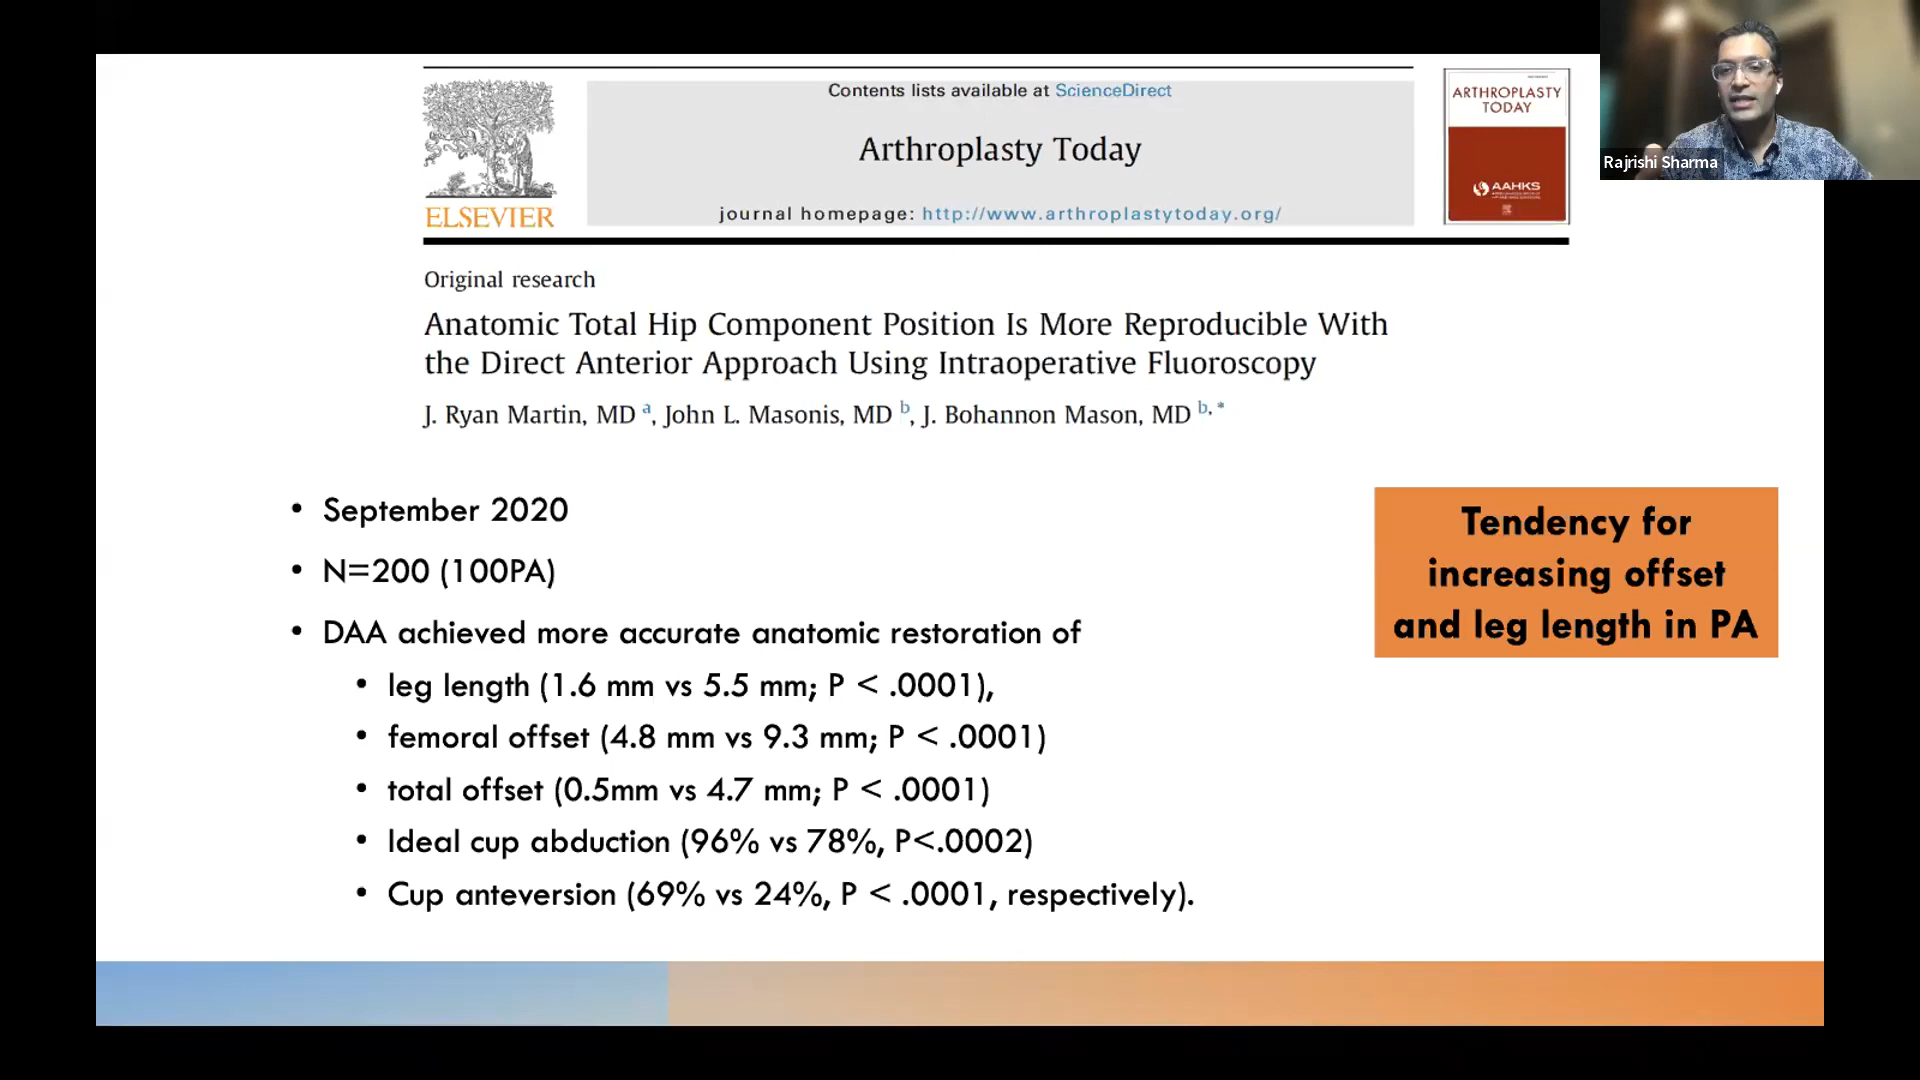 Contents lists available at ScienceDirect
Arthroplasty Today
journal homepage: http://www.arthroplastytoday.org/
ELSEVIER
ARTHROPLASTY
TODAY
AAHKS
Rajrishi Sharma
Original research
Anatomic Total Hip Component Position Is More Reproducible With
the Direct Anterior Approach Using Intraoperative Fluoroscopy
J. Ryan Martin, MD a, John L. Masonis, MD b, J. Bohannon Mason, MD b, *
• September 2020
• N=200 (100PA)
• DAA achieved more accurate anatomic restoration of
• leg length (1.6 mm vs 5.5 mm; P < .0001),
• femoral offset (4.8 mm vs 9.3 mm; P < .0001)
• total offset (0.5mm vs 4.7 mm; P < .0001)
• Ideal cup abduction (96% vs 78%, P<.0002)
• Cup anteversion (69% vs 24%, P < .0001, respectively).
Tendency for
increasing offset
and leg length in PA